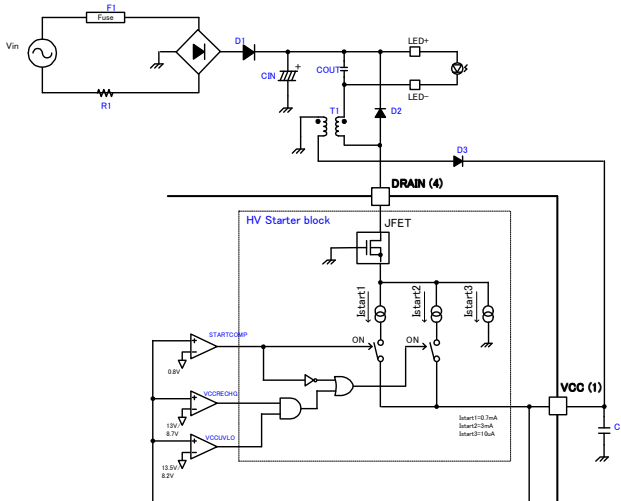 F1
Fuse
Vin
R1
D1
CIN
+
COUT
LED+
LED-
T1
D2
D3
DRAIN (4)
HV Starter block
JFET
Istart1
Istart2
Istart3
STARTCOMP
ON
ON
+
-
0.8V
VCCRECHG
+
-
13V/
8.7V
VCCUVLO
+
-
13.5V/
8.2V
Istart1=0.7mA
Istart2=3mA
Istart3=10uA
VCC (1)
C